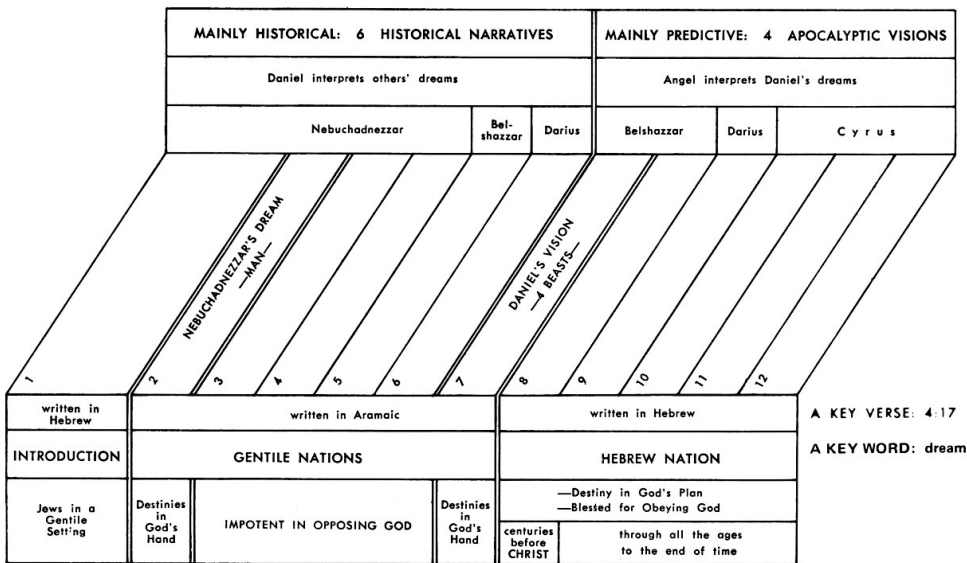 MAINLY HISTORICAL: 6 HISTORICAL NARRATIVES
MAINLY PREDICTIVE: 4 APOCALYPTIC VISIONS
Daniel interprets others' dreams
Angel interprets Daniel's dreams
Nebuchadnezzar
Bel-
shazzar
Darius
Belshazzar
Darius
Cyrus
NEBUCHADNEZZAR'S DREAM
—MAN—
DANIEL'S VISION
—4 BEASTS—
1
2
3
4
5
6
7
8
9
10
11
12
written in
Hebrew
written in Aramaic
written in Hebrew
A KEY VERSE: 4:17
INTRODUCTION
GENTILE NATIONS
HEBREW NATION
A KEY WORD: dream
Jews in a
Gentile
Setting
Destinies
in
God's
Hand
IMPOTENT IN OPPOSING GOD
Destinies
in
God's
Hand
—Destiny in God's Plan
—Blessed for Obeying God
centuries
before
CHRIST
through all the ages
to the end of time